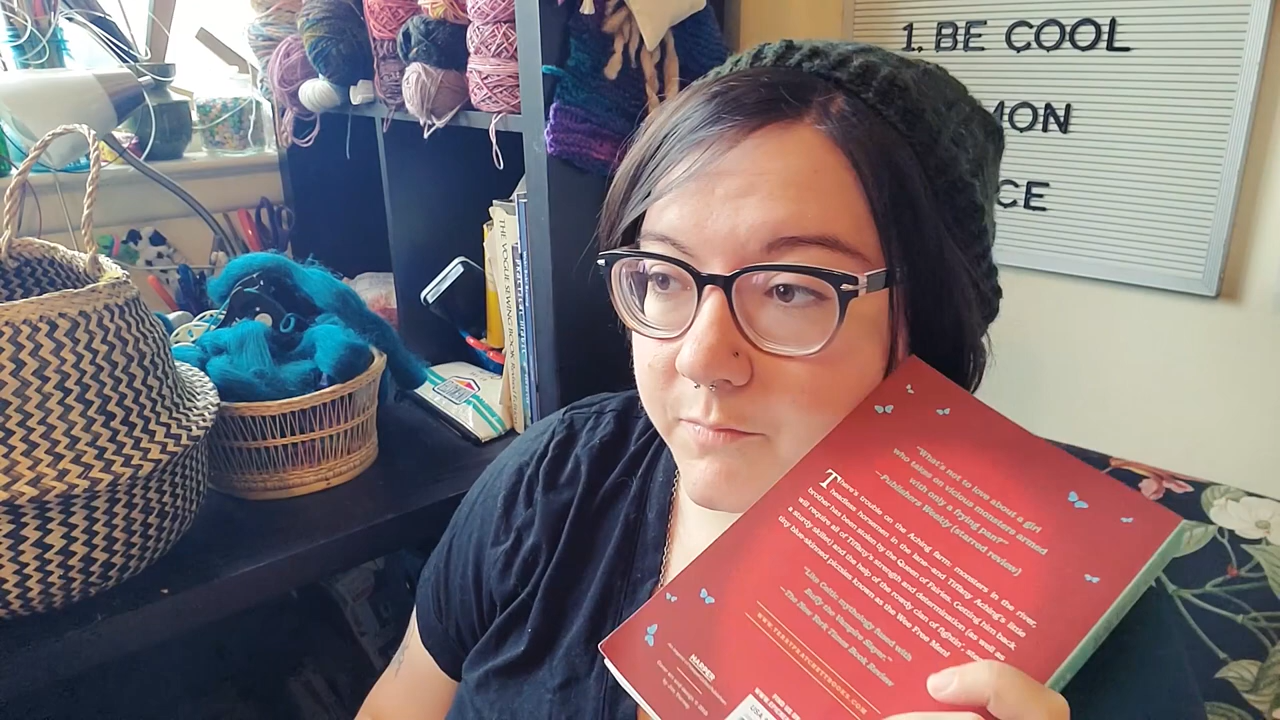 1. BE COOL
MON
CE
THE VOGUE SEWING BOOK
"What's not to love about a girl
who takes on vicious monsters armed
with only a frying pan?"
—Publishers Weekly (starred review)
There's trouble on the Aching farm: monsters in the river,
headless horsemen in the lane—and Tiffany Aching's little
brother has been stolen by the Queen of Fairies. Getting him back
will require all of Tiffany's strength and determination (as well as
a sturdy skillet) and the help of the rowdy clan of fightin', stealin'
tiny blue-skinned pictsies known as the Wee Free Men!
"Like Celtic mythology fused with
Buffy the Vampire Slayer."
—The New York Times Book Review
WWW.TERRYPRATCHETTBOOKS.COM
HARPER
USA